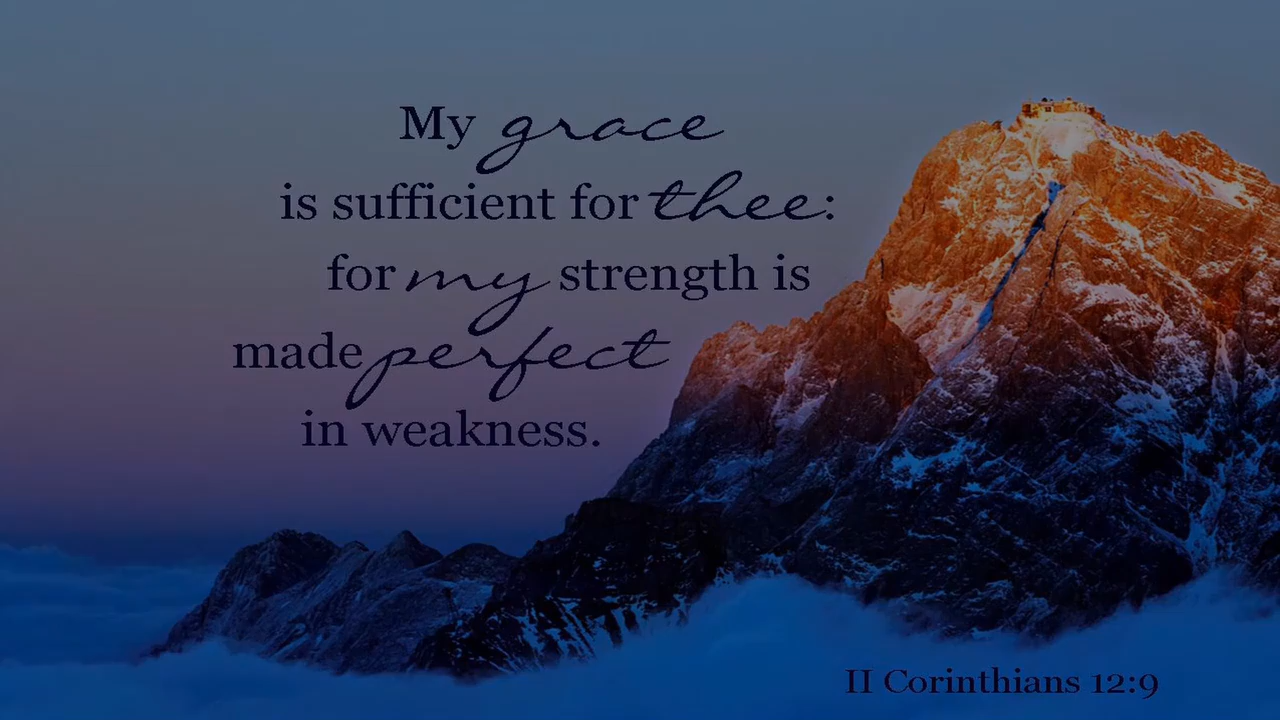 My grace
is sufficient for thee:
for my strength is
made perfect
in weakness.
II Corinthians 12:9